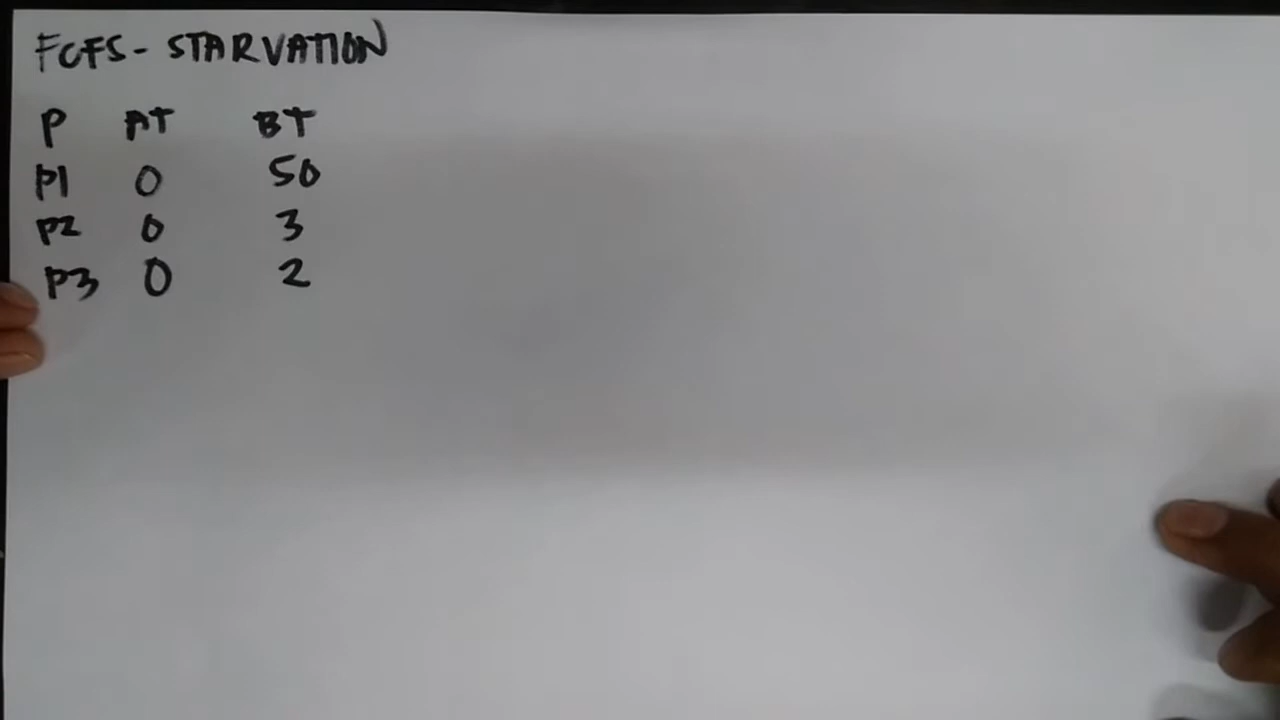 FCFS - STARVATION
P AT BT
P1 0 50
P2 0 3
P3 0 2